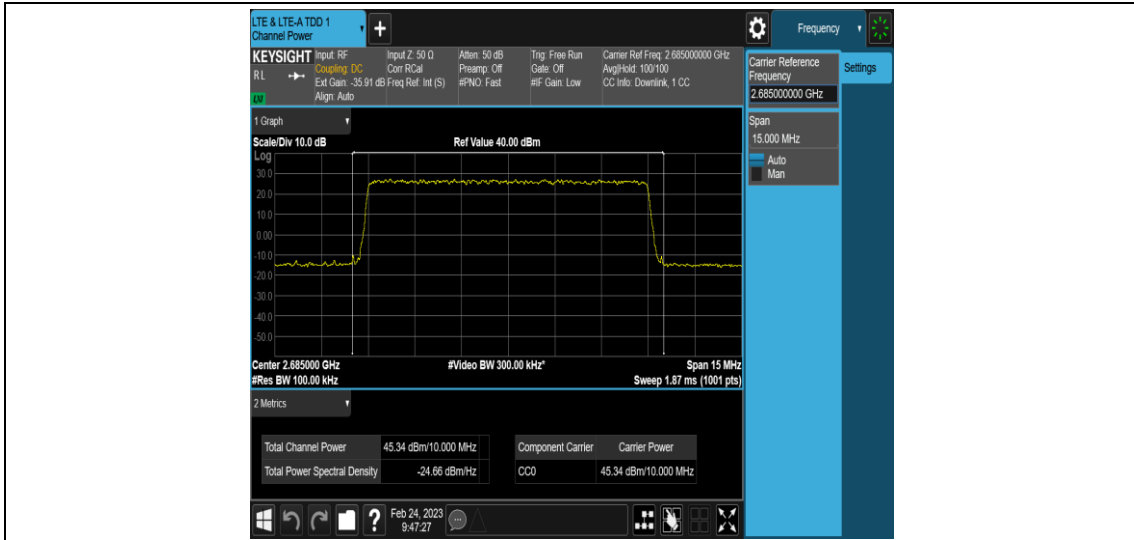 LTE & LTE-A TDD 1
Channel Power
Frequency
KEYSIGHT
R L
Input: RF
Coupling: DC
Ext Gain: -35.91 dB
Align: Auto
Input Z: 50 Ω
Corr RCal
Freq Ref: Int (S)
Atten: 50 dB
Preamp: Off
#PNO: Fast
Trig: Free Run
Gate: Off
#IF Gain: Low
Carrier Ref Freq: 2.685000000 GHz
Avg|Hold: 100/100
CC Info: Downlink, 1 CC
Carrier Reference
Frequency
2.685000000 GHz
Settings
Span
15.000 MHz
Auto
Man
1 Graph
Scale/Div 10.0 dB
Ref Value 40.00 dBm
Log
30.0
20.0
10.0
0.00
-10.0
-20.0
-30.0
-40.0
-50.0
Center 2.685000 GHz
#Video BW 300.00 kHz*
Span 15 MHz
#Res BW 100.00 kHz
Sweep 1.87 ms (1001 pts)
2 Metrics
Total Channel Power 45.34 dBm/10.000 MHz
Total Power Spectral Density -24.66 dBm/Hz
Component Carrier Carrier Power
CC0 45.34 dBm/10.000 MHz
?
Feb 24, 2023
9:47:27